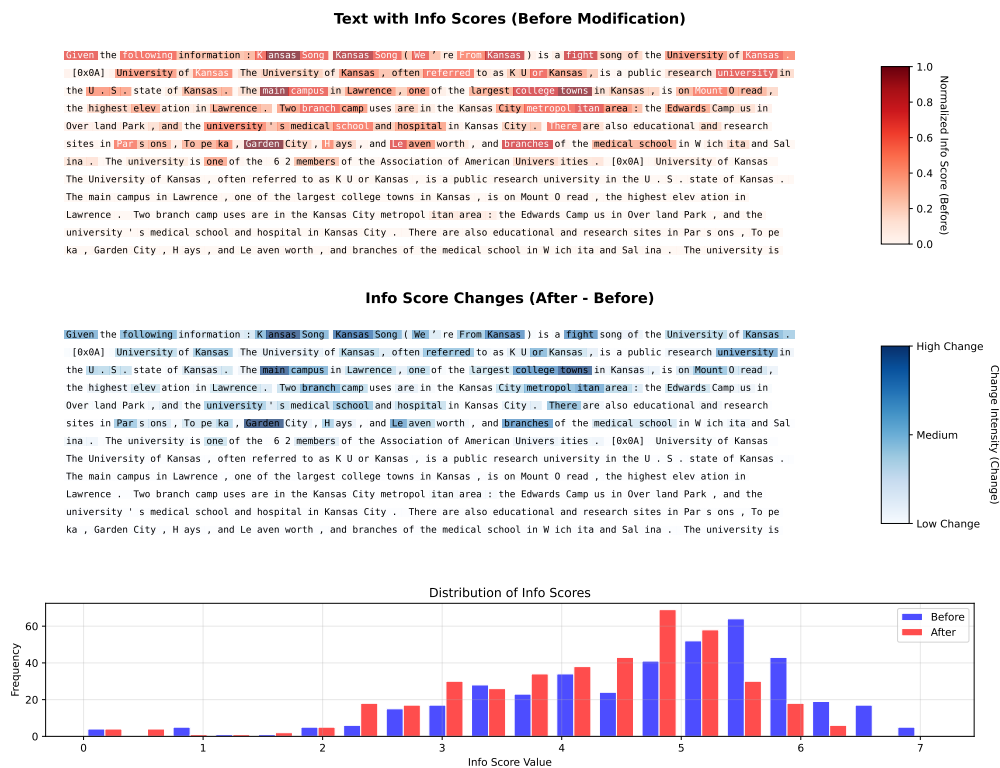 Text with Info Scores (Before Modification)
Given the following information : K ansas Song Kansas Song ( We ’ re From Kansas ) is a fight song of the University of Kansas .
[0x0A] University of Kansas The University of Kansas , often referred to as K U or Kansas , is a public research university in
the U . S . state of Kansas . The main campus in Lawrence , one of the largest college towns in Kansas , is on Mount O read ,
the highest elev ation in Lawrence . Two branch camp uses are in the Kansas City metropol itan area : the Edwards Camp us in
Over land Park , and the university ' s medical school and hospital in Kansas City . There are also educational and research
sites in Par s ons , To pe ka , Garden City , H ays , and Le aven worth , and branches of the medical school in W ich ita and Sal
ina . The university is one of the 6 2 members of the Association of American Univers ities . [0x0A] University of Kansas
The University of Kansas , often referred to as K U or Kansas , is a public research university in the U . S . state of Kansas .
The main campus in Lawrence , one of the largest college towns in Kansas , is on Mount O read , the highest elev ation in
Lawrence . Two branch camp uses are in the Kansas City metropol itan area : the Edwards Camp us in Over land Park , and the
university ' s medical school and hospital in Kansas City . There are also educational and research sites in Par s ons , To pe
ka , Garden City , H ays , and Le aven worth , and branches of the medical school in W ich ita and Sal ina . The university is
1.0
0.8
0.6
0.4
0.2
0.0
Normalized Info Score (Before)
Info Score Changes (After - Before)
Given the following information : K ansas Song Kansas Song ( We ’ re From Kansas ) is a fight song of the University of Kansas .
[0x0A] University of Kansas The University of Kansas , often referred to as K U or Kansas , is a public research university in
the U . S . state of Kansas . The main campus in Lawrence , one of the largest college towns in Kansas , is on Mount O read ,
the highest elev ation in Lawrence . Two branch camp uses are in the Kansas City metropol itan area : the Edwards Camp us in
Over land Park , and the university ' s medical school and hospital in Kansas City . There are also educational and research
sites in Par s ons , To pe ka , Garden City , H ays , and Le aven worth , and branches of the medical school in W ich ita and Sal
ina . The university is one of the 6 2 members of the Association of American Univers ities . [0x0A] University of Kansas
The University of Kansas , often referred to as K U or Kansas , is a public research university in the U . S . state of Kansas .
The main campus in Lawrence , one of the largest college towns in Kansas , is on Mount O read , the highest elev ation in
Lawrence . Two branch camp uses are in the Kansas City metropol itan area : the Edwards Camp us in Over land Park , and the
university ' s medical school and hospital in Kansas City . There are also educational and research sites in Par s ons , To pe
ka , Garden City , H ays , and Le aven worth , and branches of the medical school in W ich ita and Sal ina . The university is
High Change
Medium
Low Change
Change Intensity (Change)
Distribution of Info Scores
Before
After
60
40
20
0
Frequency
0 1 2 3 4 5 6 7
Info Score Value